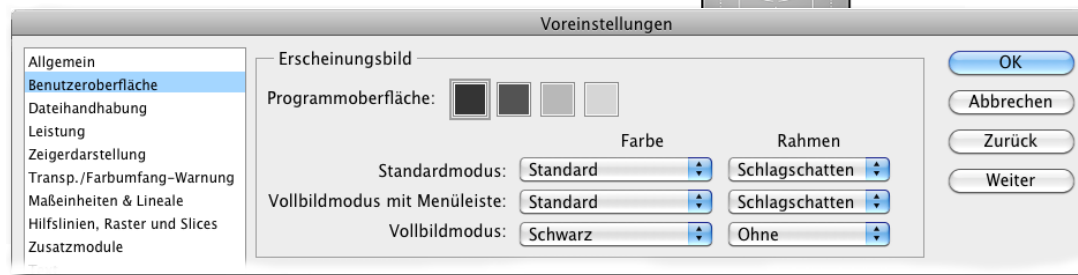 Voreinstellungen
Allgemein
Benutzeroberfläche
Dateihandhabung
Leistung
Zeigerdarstellung
Transp./Farbumfang-Warnung
Maßeinheiten & Lineale
Hilfslinien, Raster und Slices
Zusatzmodule
Erscheinungsbild
Programmoberfläche:
Farbe Rahmen
Standardmodus: Standard Schlagschatten
Vollbildmodus mit Menüleiste: Standard Schlagschatten
Vollbildmodus: Schwarz Ohne
OK
Abbrechen
Zurück
Weiter